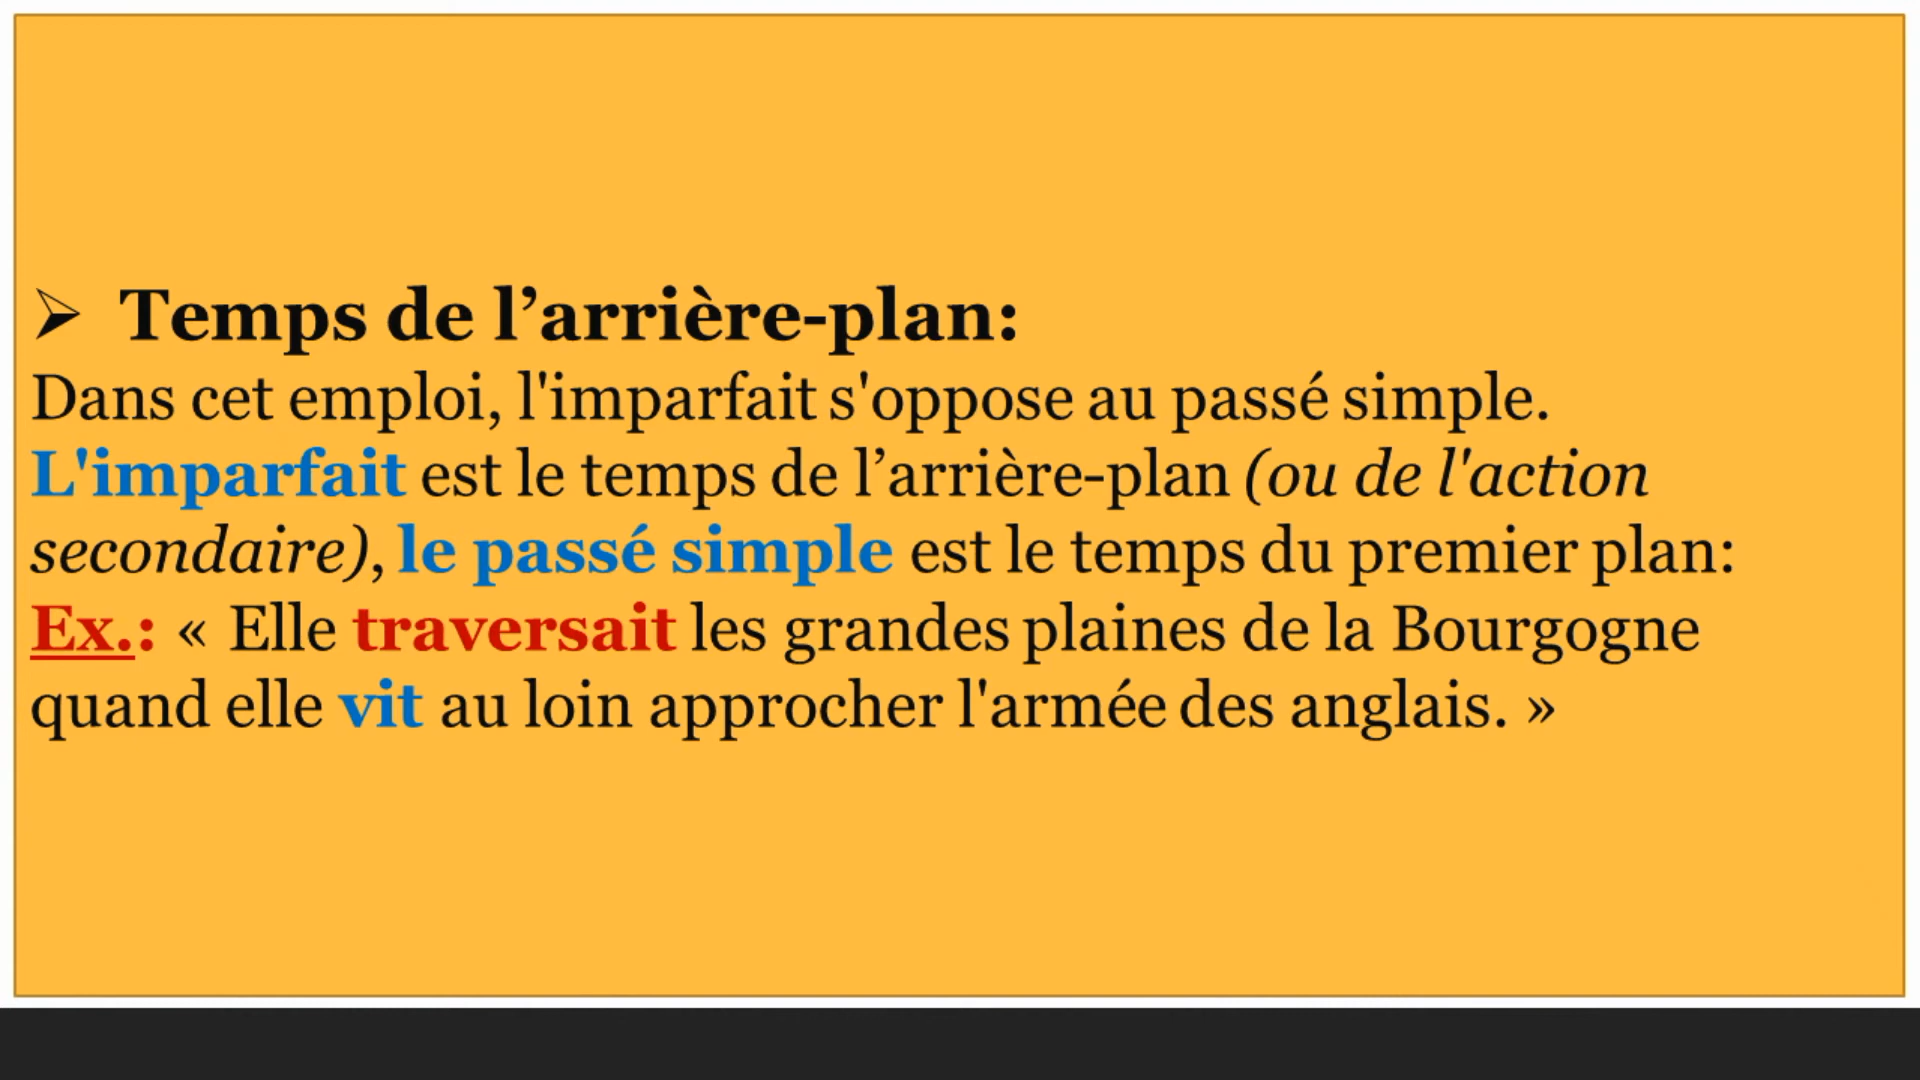 ➢ Temps de l’arrière-plan:
Dans cet emploi, l'imparfait s'oppose au passé simple.
L'imparfait est le temps de l’arrière-plan (ou de l'action
secondaire), le passé simple est le temps du premier plan:
Ex.: « Elle traversait les grandes plaines de la Bourgogne
quand elle vit au loin approcher l'armée des anglais. »